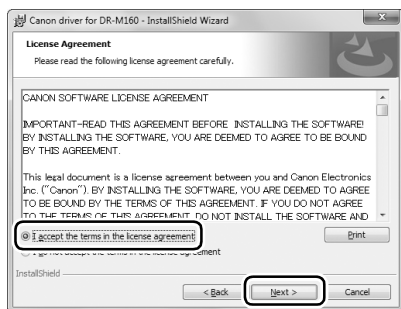 Canon driver for DR-M160 - InstallShield Wizard
License Agreement
Please read the following license agreement carefully.
CANON SOFTWARE LICENSE AGREEMENT
IMPORTANT-READ THIS AGREEMENT BEFORE INSTALLING THE SOFTWARE!
BY INSTALLING THE SOFTWARE, YOU ARE DEEMED TO AGREE TO BE BOUND
BY THIS AGREEMENT.
This legal document is a license agreement between you and Canon Electronics
Inc. ("Canon"). BY INSTALLING THE SOFTWARE, YOU ARE DEEMED TO AGREE
TO BE BOUND BY THE TERMS OF THIS AGREEMENT. IF YOU DO NOT AGREE
TO THE TERMS OF THIS AGREEMENT, DO NOT INSTALL THE SOFTWARE AND
I accept the terms in the license agreement
Print
I do not accept the terms in the license agreement
InstallShield
< Back
Next >
Cancel